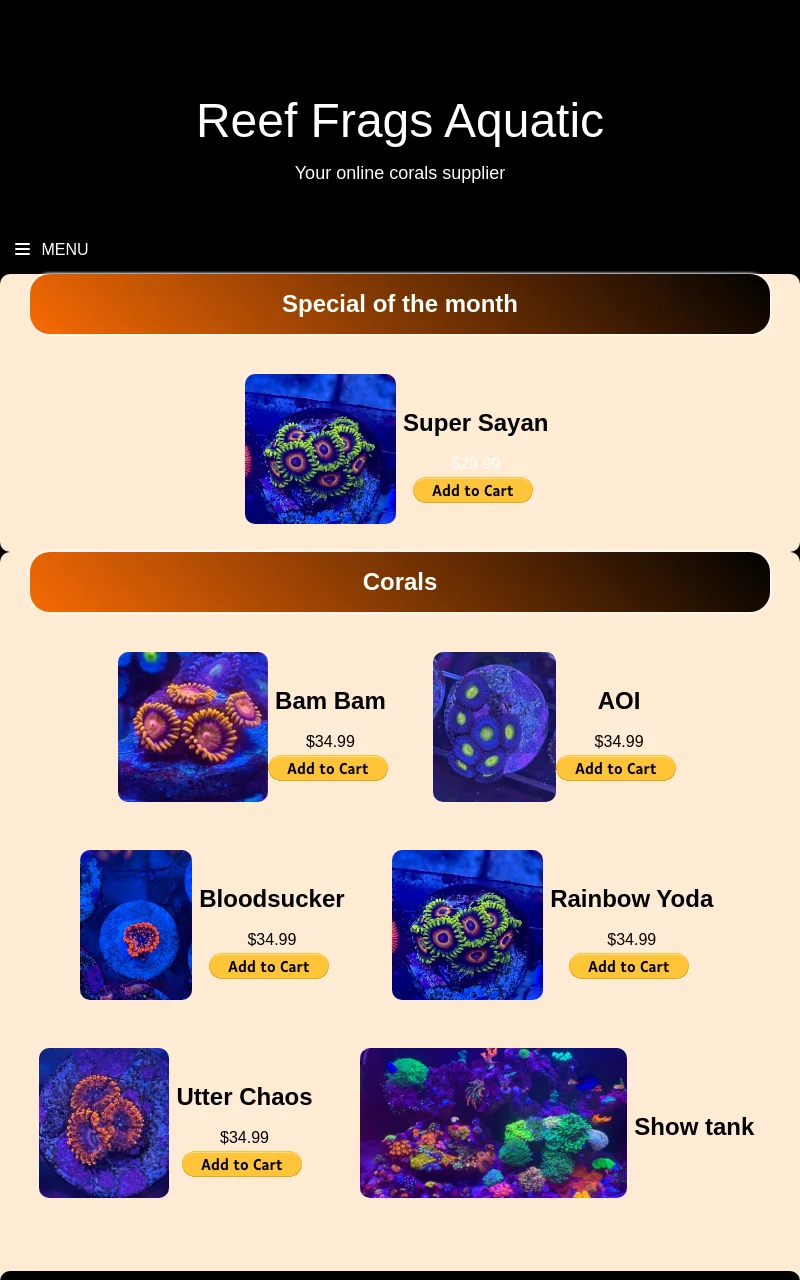 Reef Frags Aquatic
Your online corals supplier
MENU
Special of the month
Super Sayan
$29.99
Add to Cart
Corals
Bam Bam
$34.99
Add to Cart
AOI
$34.99
Add to Cart
Bloodsucker
$34.99
Add to Cart
Rainbow Yoda
$34.99
Add to Cart
Utter Chaos
$34.99
Add to Cart
Show tank